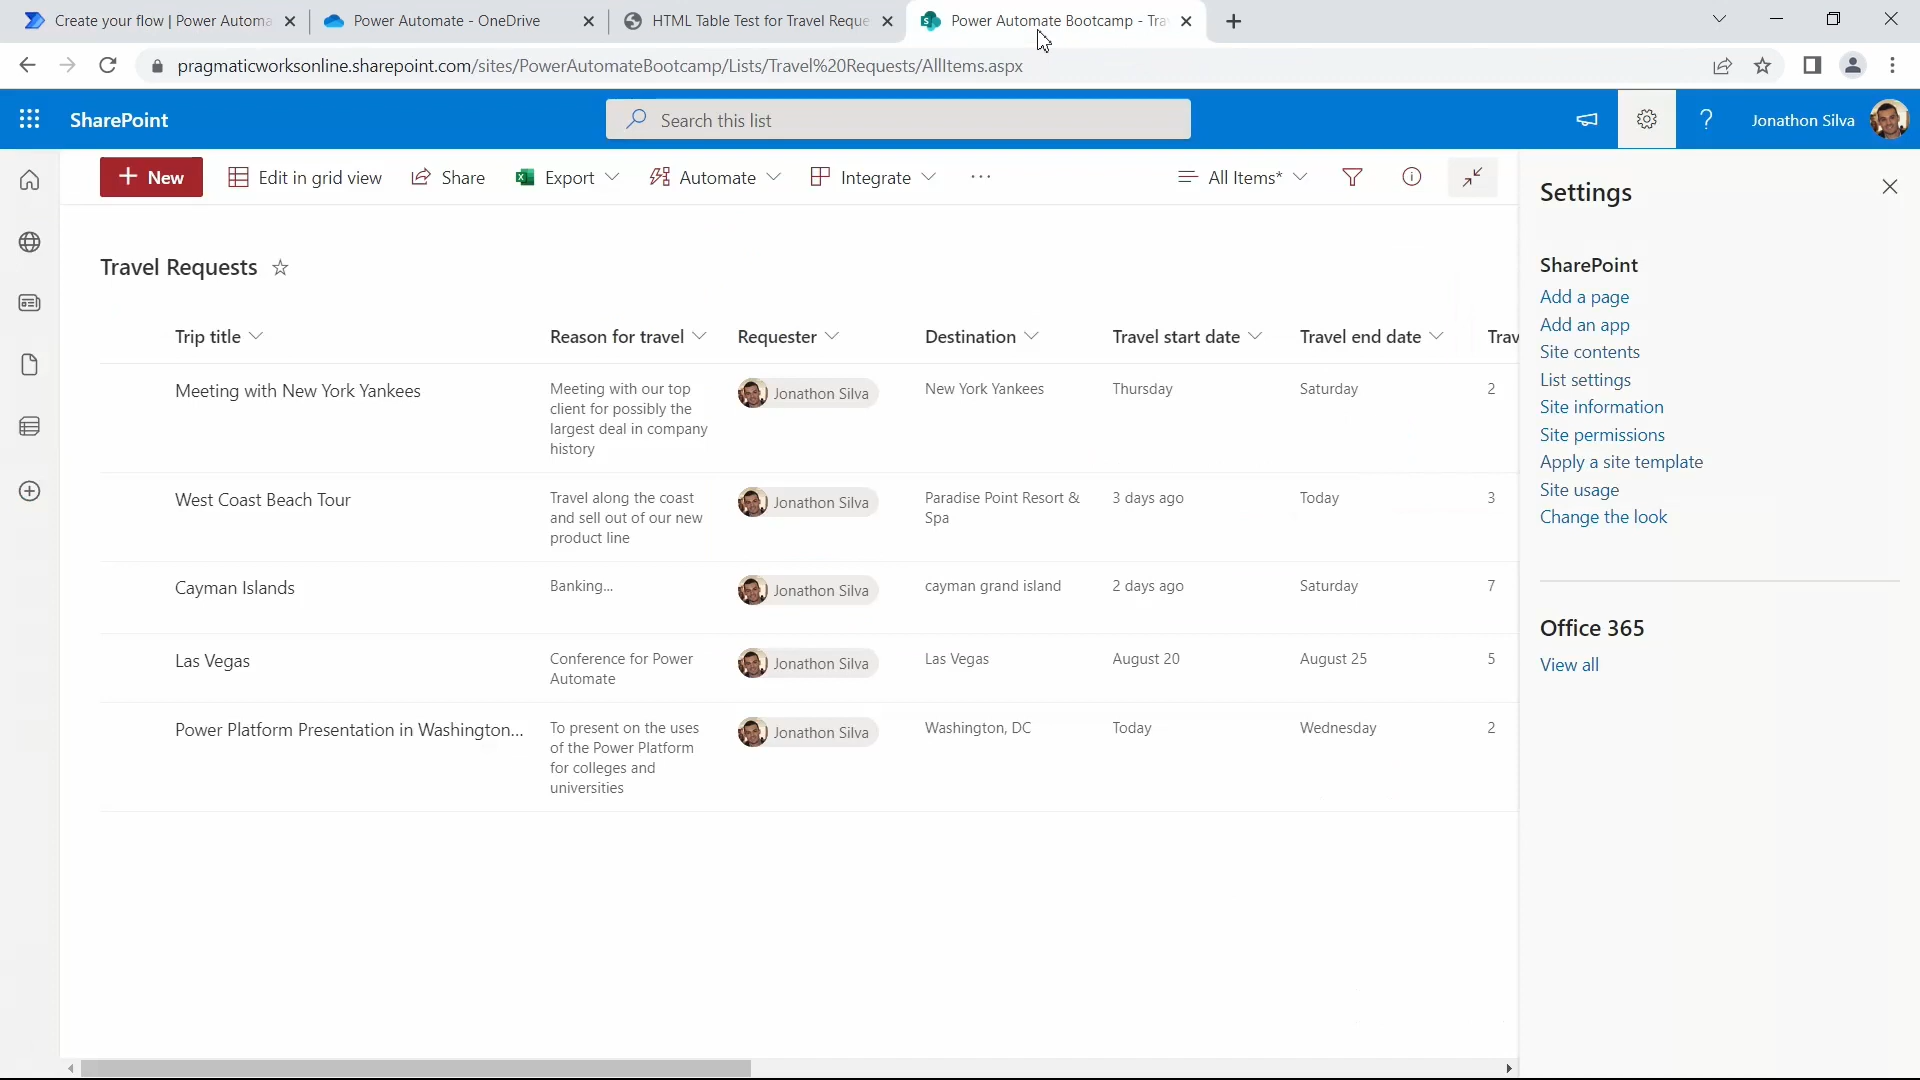 Create your flow | Power Automa
Power Automate - OneDrive
HTML Table Test for Travel Reque
Power Automate Bootcamp - Tra
pragmaticworksonline.sharepoint.com/sites/PowerAutomateBootcamp/Lists/Travel%20Requests/AllItems.aspx
SharePoint
Search this list
Jonathon Silva
New
Edit in grid view
Share
Export
Automate
Integrate
All Items*
Travel Requests
Trip title
Reason for travel
Requester
Destination
Travel start date
Travel end date
Trav
Meeting with New York Yankees
Meeting with our top
client for possibly the
largest deal in company
history
Jonathon Silva
New York Yankees
Thursday
Saturday
2
West Coast Beach Tour
Travel along the coast
and sell out of our new
product line
Jonathon Silva
Paradise Point Resort &
Spa
3 days ago
Today
3
Cayman Islands
Banking...
Jonathon Silva
cayman grand island
2 days ago
Saturday
7
Las Vegas
Conference for Power
Automate
Jonathon Silva
Las Vegas
August 20
August 25
5
Power Platform Presentation in Washington...
To present on the uses
of the Power Platform
for colleges and
universities
Jonathon Silva
Washington, DC
Today
Wednesday
2
Settings
SharePoint
Add a page
Add an app
Site contents
List settings
Site information
Site permissions
Apply a site template
Site usage
Change the look
Office 365
View all